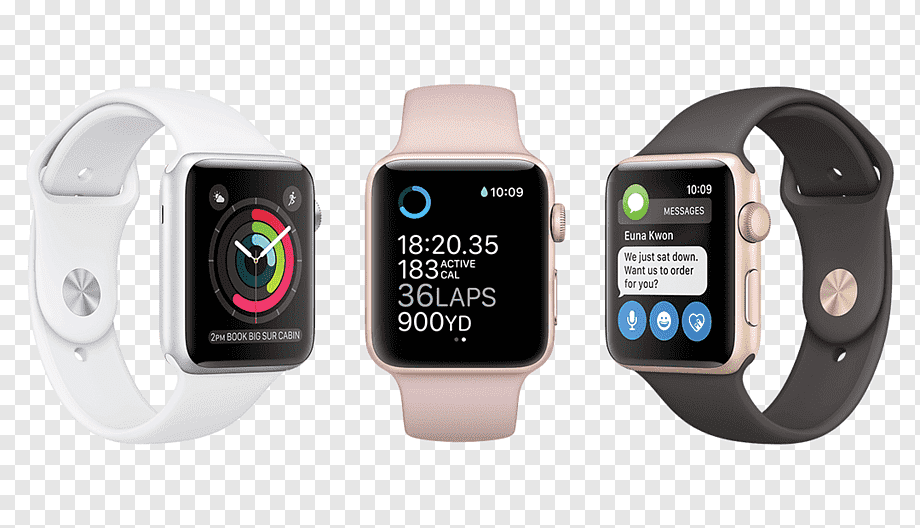 2PM BOOK BIG SUR CABIN
10:09
18:20.35
183 ACTIVE CAL
36LAPS
900YD
10:09
MESSAGES
Euna Kwon
We just sat down.
Want us to order
for you?